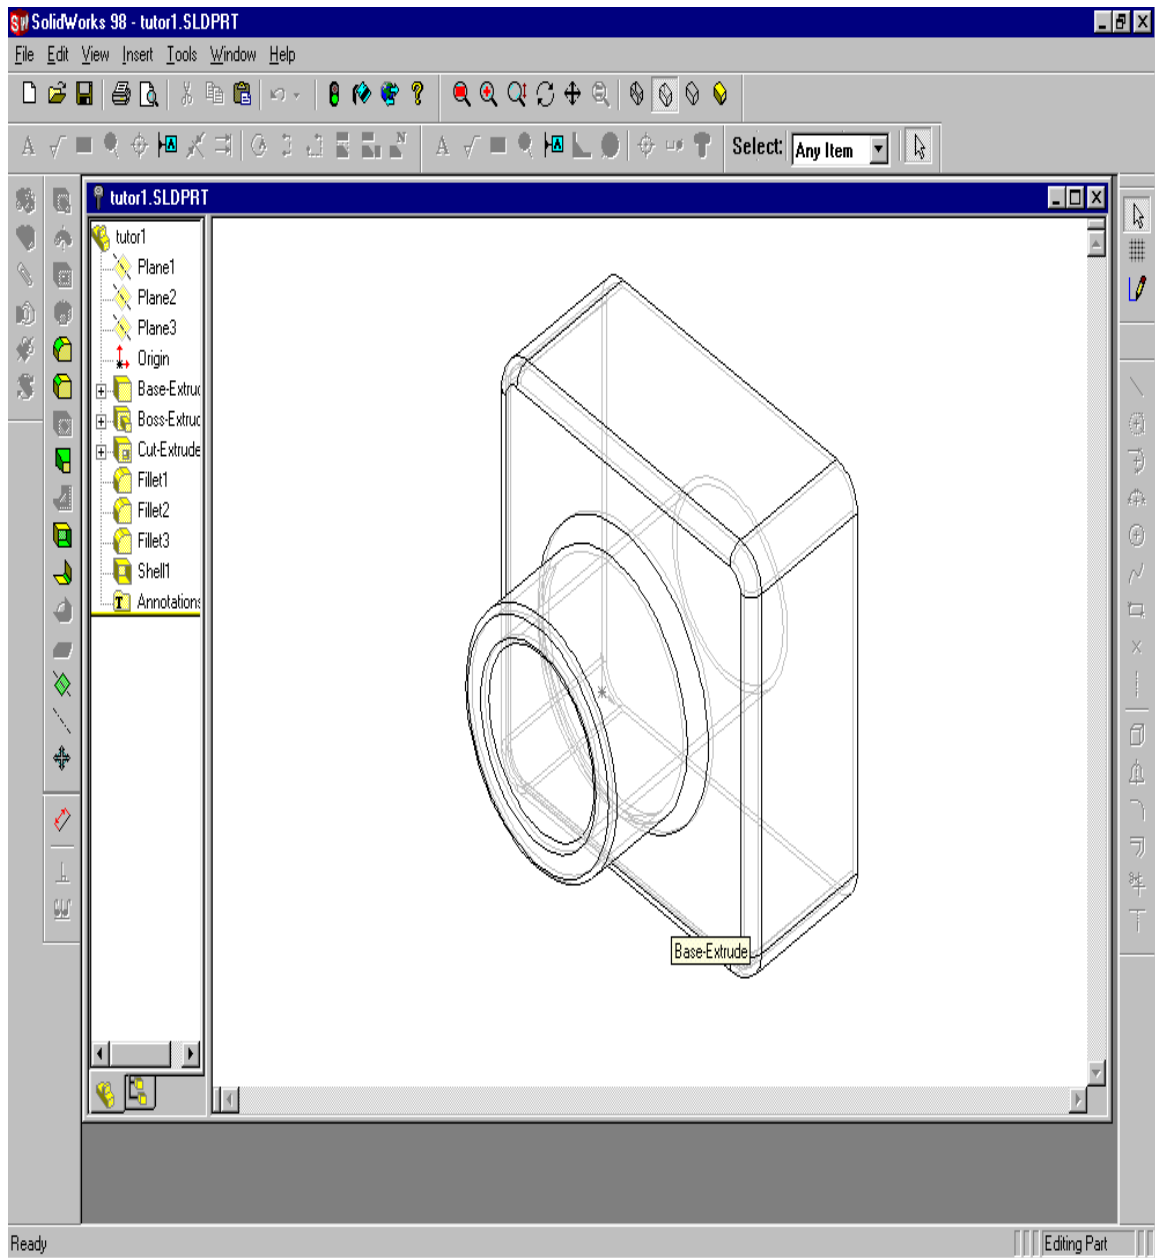 SolidWorks 98 - tutor1.SLDPRT
File Edit View Insert Tools Window Help
Select: Any Item
tutor1.SLDPRT
tutor1
Plane1
Plane2
Plane3
Origin
Base-Extru
Boss-Extruc
Cut-Extrude
Fillet1
Fillet2
Fillet3
Shell1
Annotations
Base-Extrude
Ready
Editing Part